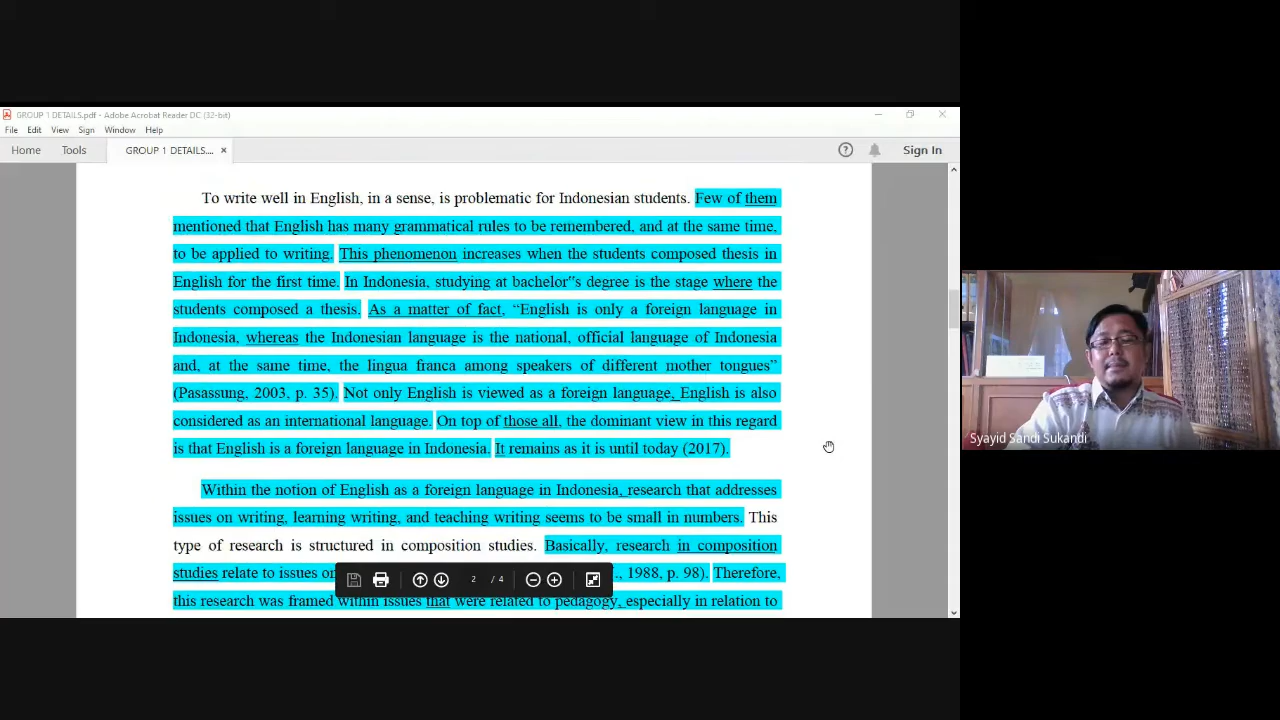 GROUP 1 DETAILS.pdf - Adobe Acrobat Reader DC (32-bit)
File Edit View Sign Window Help
Home Tools GROUP 1 DETAILS.... × Sign In
To write well in English, in a sense, is problematic for Indonesian students. Few of them
mentioned that English has many grammatical rules to be remembered, and at the same time,
to be applied to writing. This phenomenon increases when the students composed thesis in
English for the first time. In Indonesia, studying at bachelor‟s degree is the stage where the
students composed a thesis. As a matter of fact, “English is only a foreign language in
Indonesia, whereas the Indonesian language is the national, official language of Indonesia
and, at the same time, the lingua franca among speakers of different mother tongues”
(Pasassung, 2003, p. 35). Not only English is viewed as a foreign language, English is also
considered as an international language. On top of those all, the dominant view in this regard
is that English is a foreign language in Indonesia. It remains as it is until today (2017).
Within the notion of English as a foreign language in Indonesia, research that addresses
issues on writing, learning writing, and teaching writing seems to be small in numbers. This
type of research is structured in composition studies. Basically, research in composition
studies relate to issues on ., 1988, p. 98). Therefore,
2 / 4
this research was framed within issues that were related to pedagogy, especially in relation to
Syayid Sandi Sukandi